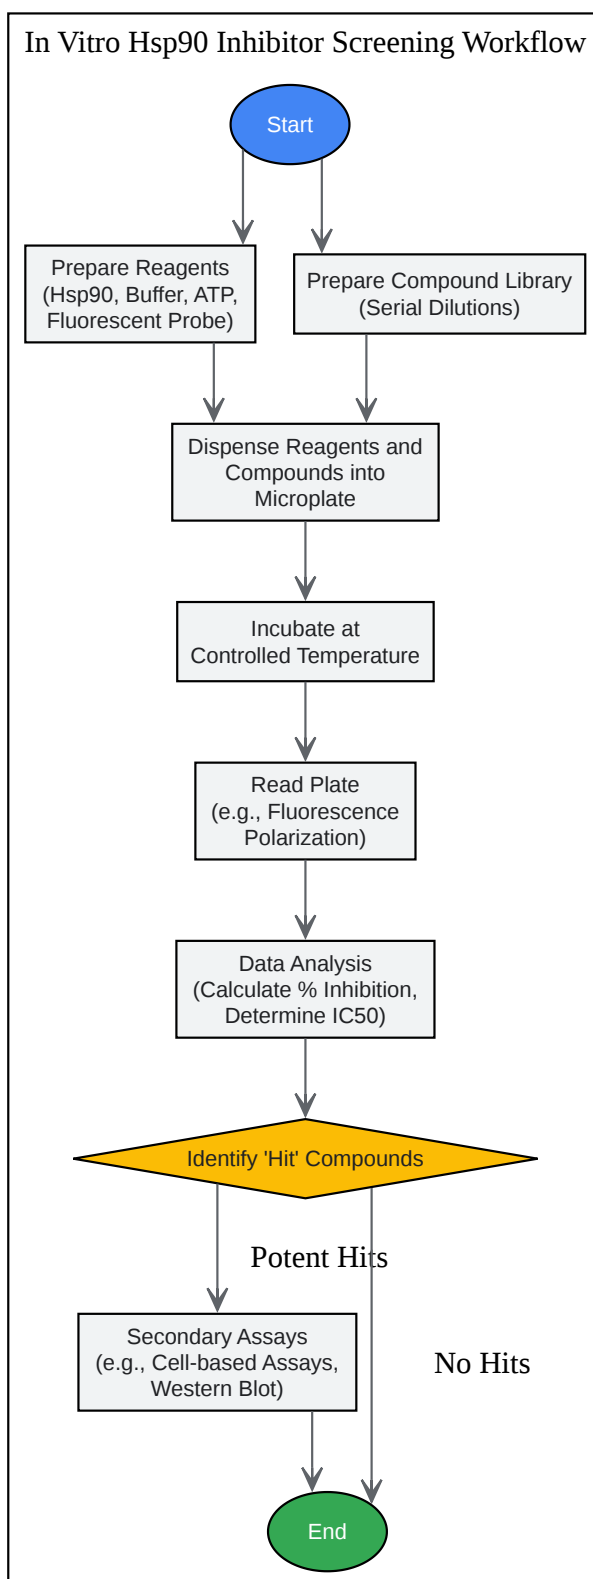 In Vitro Hsp90 Inhibitor Screening Workflow
Start
Prepare Reagents
(Hsp90, Buffer, ATP,
Fluorescent Probe)
Prepare Compound Library
(Serial Dilutions)
Dispense Reagents and
Compounds into
Microplate
Incubate at
Controlled Temperature
Read Plate
(e.g., Fluorescence
Polarization)
Data Analysis
(Calculate % Inhibition,
Determine IC50)
Identify 'Hit' Compounds
Potent Hits
Secondary Assays
(e.g., Cell-based Assays,
Western Blot)
No Hits
End